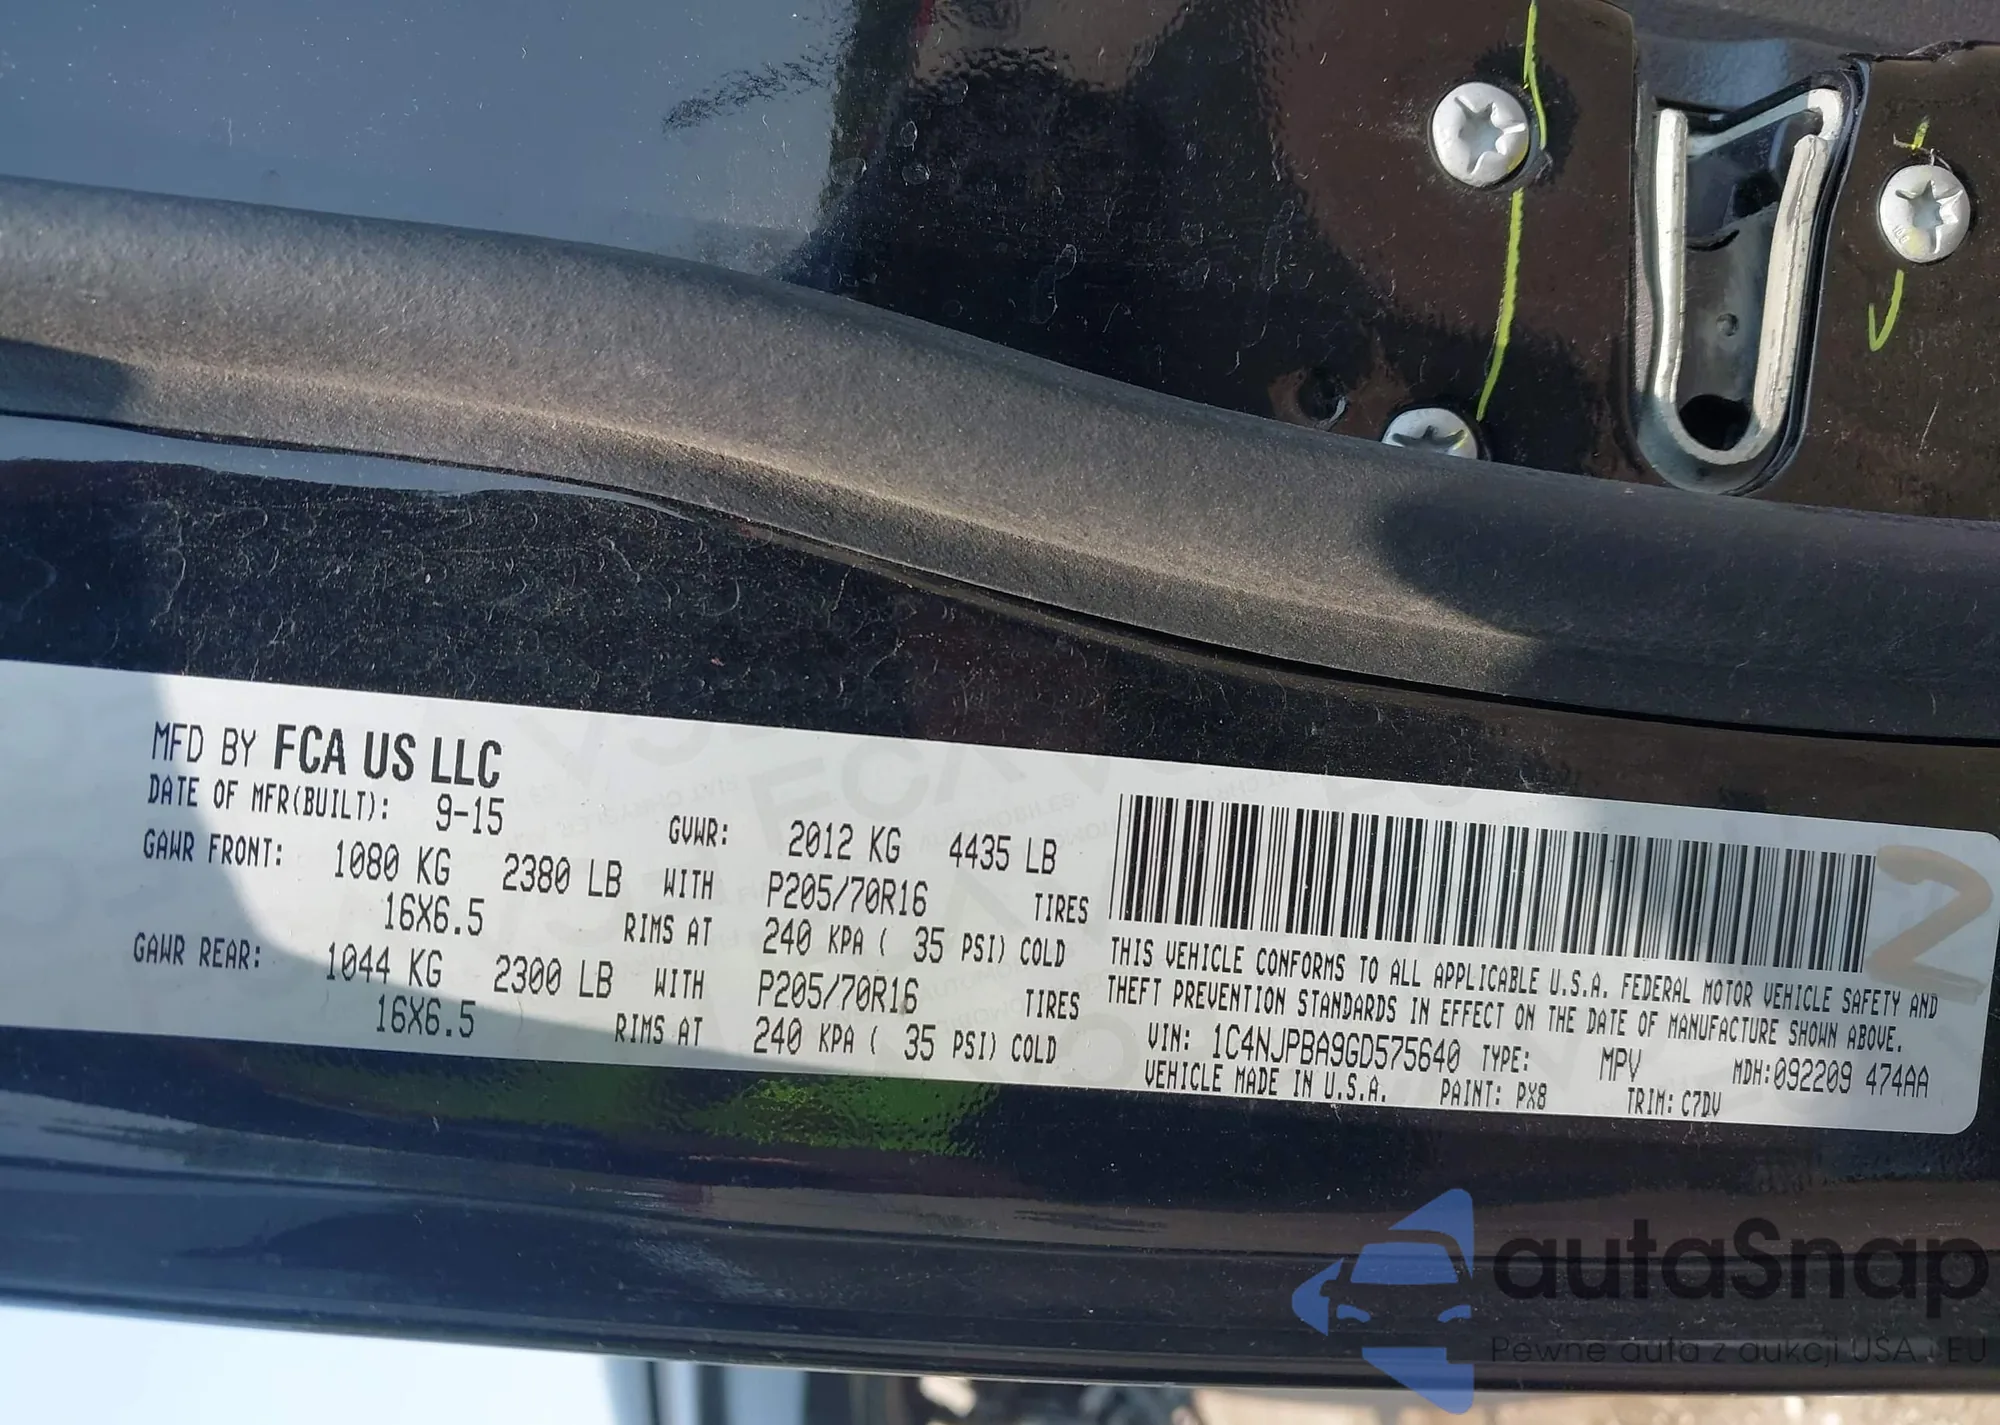 MFD BY FCA US LLC
DATE OF MFR(BUILT): 9-15
GVWR: 2012 KG 4435 LB
GAWR FRONT: 1080 KG 2380 LB WITH P205/70R16 TIRES
16X6.5 RIMS AT 240 KPA ( 35 PSI) COLD
GAWR REAR: 1044 KG 2300 LB WITH P205/70R16 TIRES
16X6.5 RIMS AT 240 KPA ( 35 PSI) COLD
THIS VEHICLE CONFORMS TO ALL APPLICABLE U.S.A. FEDERAL MOTOR VEHICLE SAFETY AND
THEFT PREVENTION STANDARDS IN EFFECT ON THE DATE OF MANUFACTURE SHOWN ABOVE.
VIN: 1C4NJPBA9GD575640 TYPE: MPV MDH:092209 474AA
VEHICLE MADE IN U.S.A. PAINT: PX8 TRIM: C7DV
2
autaSnap
Pewne auta z aukcji USA i EU